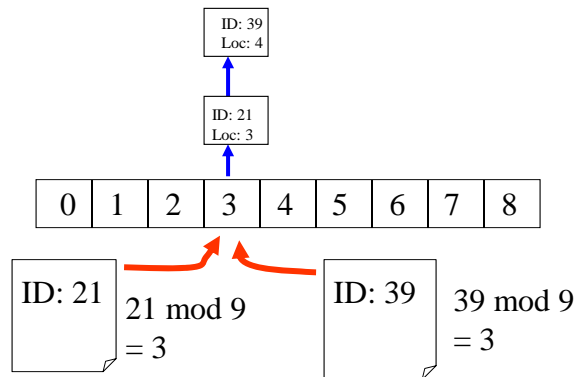 ID: 39
Loc: 4
ID: 21
Loc: 3
0 1 2 3 4 5 6 7 8
ID: 21
21 mod 9
= 3
ID: 39
39 mod 9
= 3